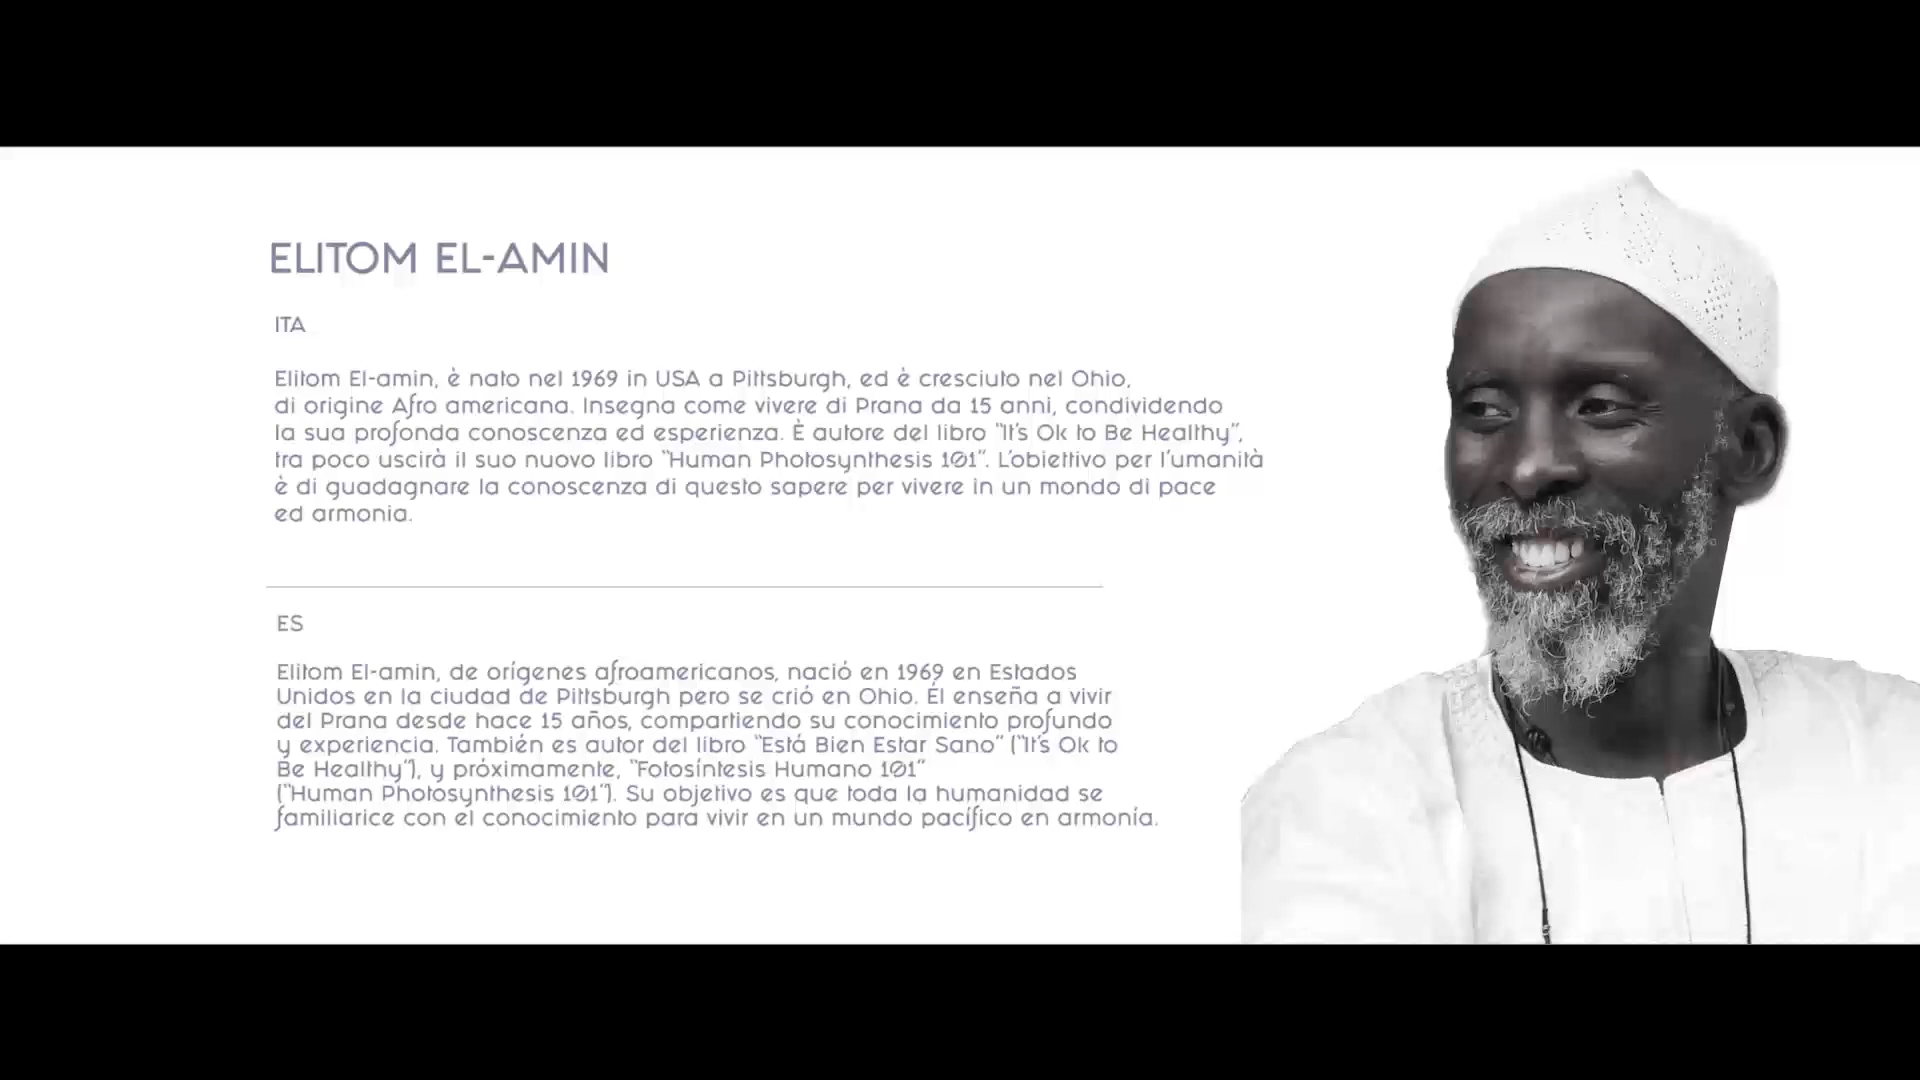 ELITOM EL-AMIN
ITA
Elitom El-amin, è nato nel 1969 in USA a Pittsburgh, ed è cresciuto nel Ohio,
di origine Afro americana. Insegna come vivere di Prana da 15 anni, condividendo
la sua profonda conoscenza ed esperienza. È autore del libro "It's Ok to Be Healthy",
tra poco uscirà il suo nuovo libro "Human Photosynthesis 101". L'obiettivo per l'umanità
è di guadagnare la conoscenza di questo sapere per vivere in un mondo di pace
ed armonia.
ES
Elitom El-amin, de orígenes afroamericanos, nació en 1969 en Estados
Unidos en la ciudad de Pittsburgh pero se crió en Ohio. Él enseña a vivir
del Prana desde hace 15 años, compartiendo su conocimiento profundo
y experiencia. También es autor del libro "Está Bien Estar Sano" ("It's Ok to
Be Healthy"), y próximamente, "Fotosíntesis Humano 101"
("Human Photosynthesis 101"). Su objetivo es que toda la humanidad se
familiarice con el conocimiento para vivir en un mundo pacífico en armonía.